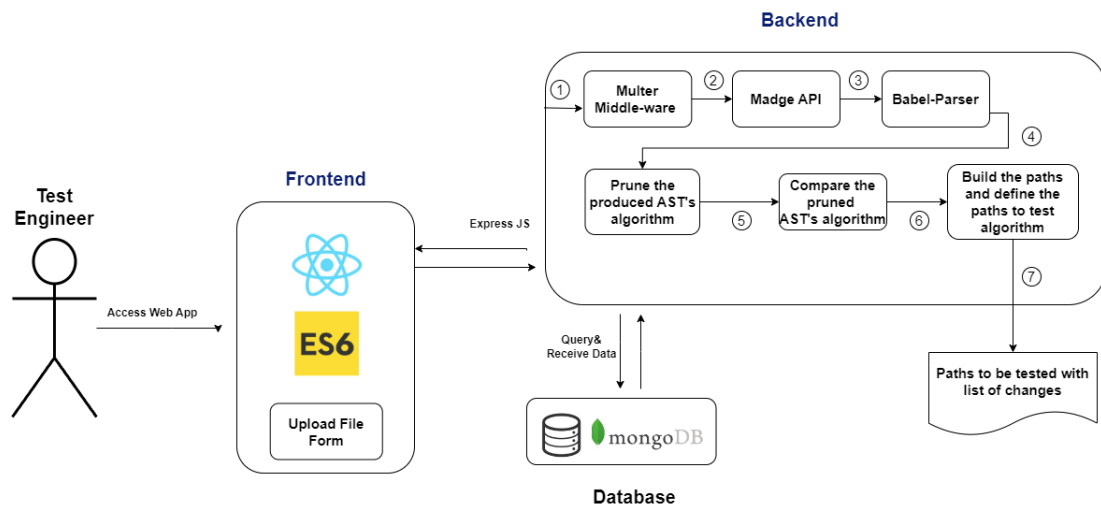 Backend
①
Multer
Middle-ware
②
Madge API
③
Babel-Parser
④
Prune the
produced AST's
algorithm
⑤
Compare the
pruned
AST's algorithm
⑥
Build the paths
and define the
paths to test
algorithm
⑦
Test
Engineer
Access Web App
Frontend
ES6
Upload File
Form
Express JS
Query&
Receive Data
mongoDB
Database
Paths to be tested with
list of changes